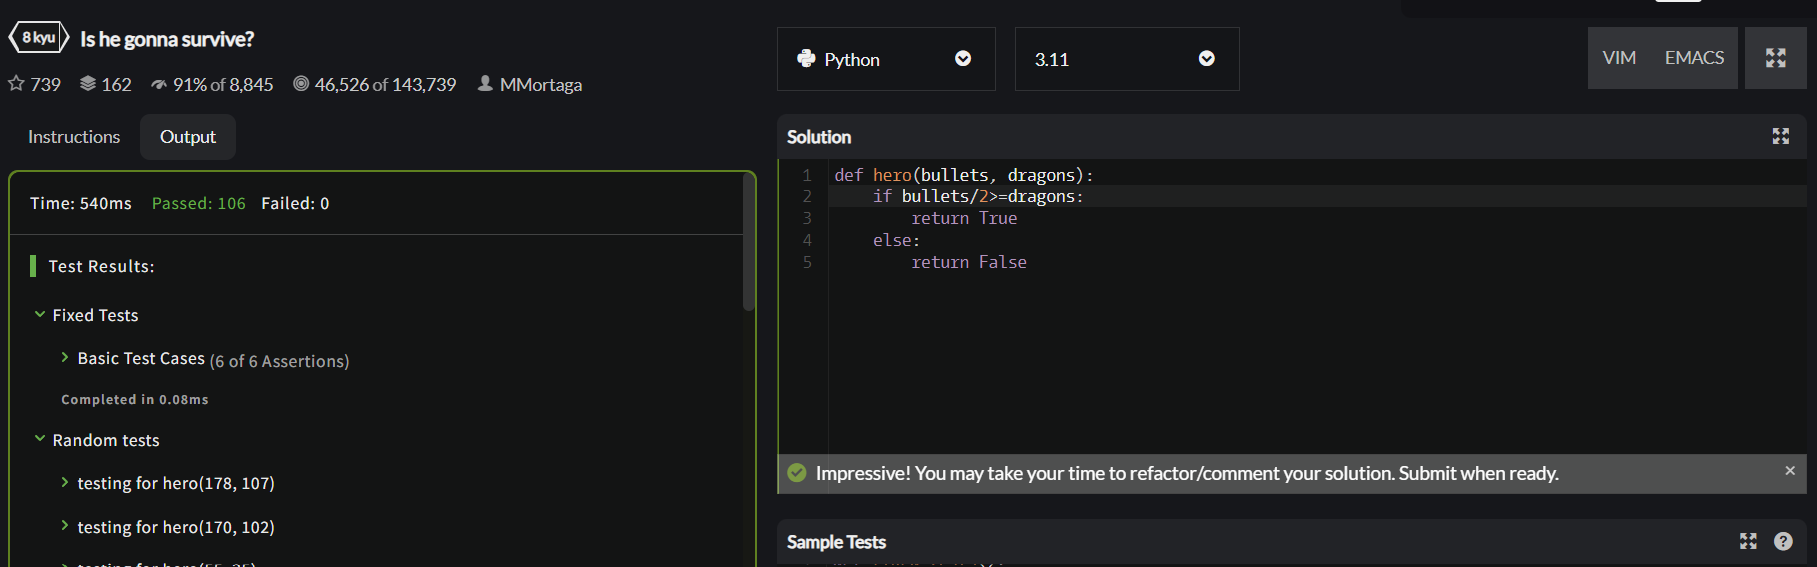 8 kyu Is he gonna survive?
739 162 91% of 8,845 46,526 of 143,739 MMortaga
Instructions Output
Time: 540ms Passed: 106 Failed: 0
Test Results:
Fixed Tests
Basic Test Cases (6 of 6 Assertions)
Completed in 0.08ms
Random tests
testing for hero(178, 107)
testing for hero(170, 102)
Python 3.11 VIM EMACS
Solution
1 def hero(bullets, dragons):
2     if bullets/2>=dragons:
3         return True
4     else:
5         return False
Impressive! You may take your time to refactor/comment your solution. Submit when ready. ×
Sample Tests ?